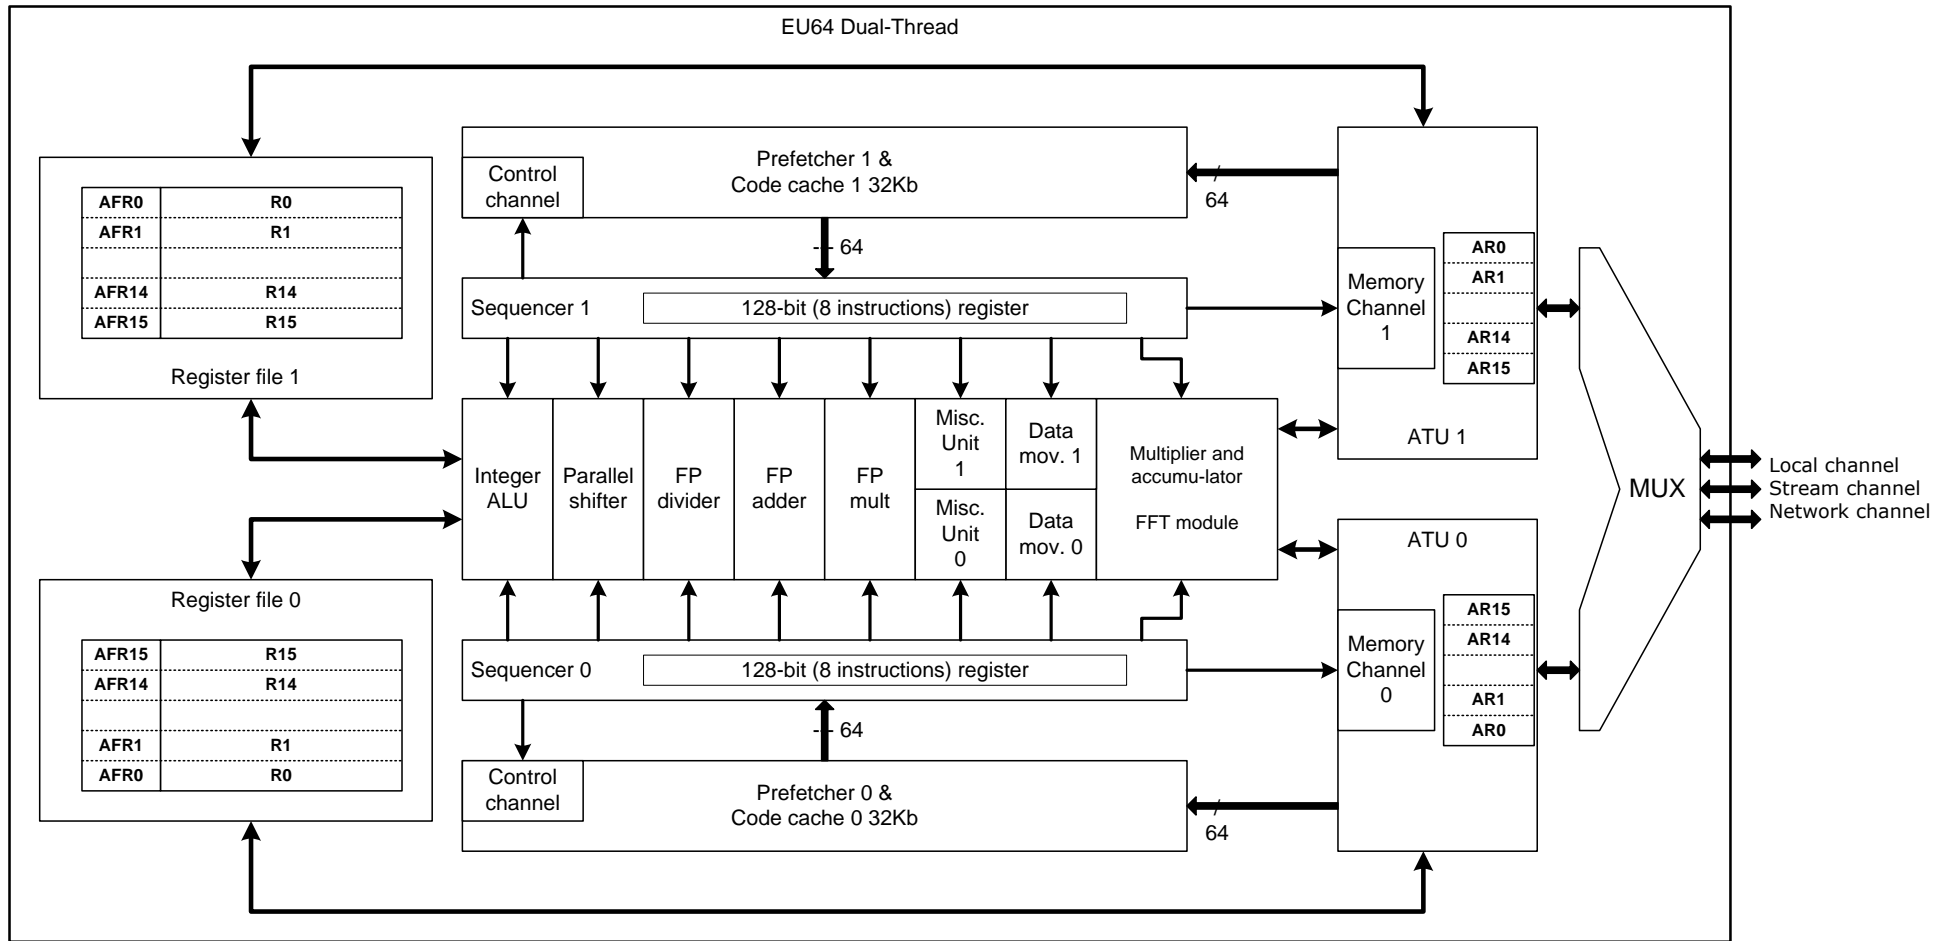 EU64 Dual-Thread
Prefetcher 1 &
Code cache 1 32Kb
Control
channel
64
64
AFR0 R0
AFR1 R1
AFR14 R14
AFR15 R15
Register file 1
Sequencer 1
128-bit (8 instructions) register
Memory
Channel
1
AR0
AR1
AR14
AR15
ATU 1
Integer
ALU
Parallel
shifter
FP
divider
FP
adder
FP
mult
Misc.
Unit
1
Misc.
Unit
0
Data
mov. 1
Data
mov. 0
Multiplier and
accumu-lator
FFT module
MUX
Local channel
Stream channel
Network channel
ATU 0
Register file 0
AFR15 R15
AFR14 R14
AFR1 R1
AFR0 R0
Sequencer 0
128-bit (8 instructions) register
Memory
Channel
0
AR15
AR14
AR1
AR0
64
Control
channel
Prefetcher 0 &
Code cache 0 32Kb
64